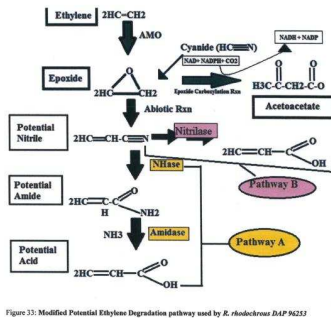 Ethylene 2HC=CH2
AMO
Cyanide (HC≡N)
NADH + NADP
NAD+ NADPH+ CO2
Epoxide
O
2HC CH2
Epoxide Carboxylation Rxn
O O
H3C-C-CH2-C-O
Acetoacetate
Abiotic Rxn
Potential
Nitrile
2HC=CH-C≡N
Nitrilase
O
2HC=CH-C
OH
NHase
Pathway B
Potential
Amide
O
2HC=C-C
H NH2
NH3
Amidase
Pathway A
Potential
Acid
O
2HC=CH-C
OH
Figure 33: Modified Potential Ethylene Degradation pathway used by R. rhodochrous DAP 96253